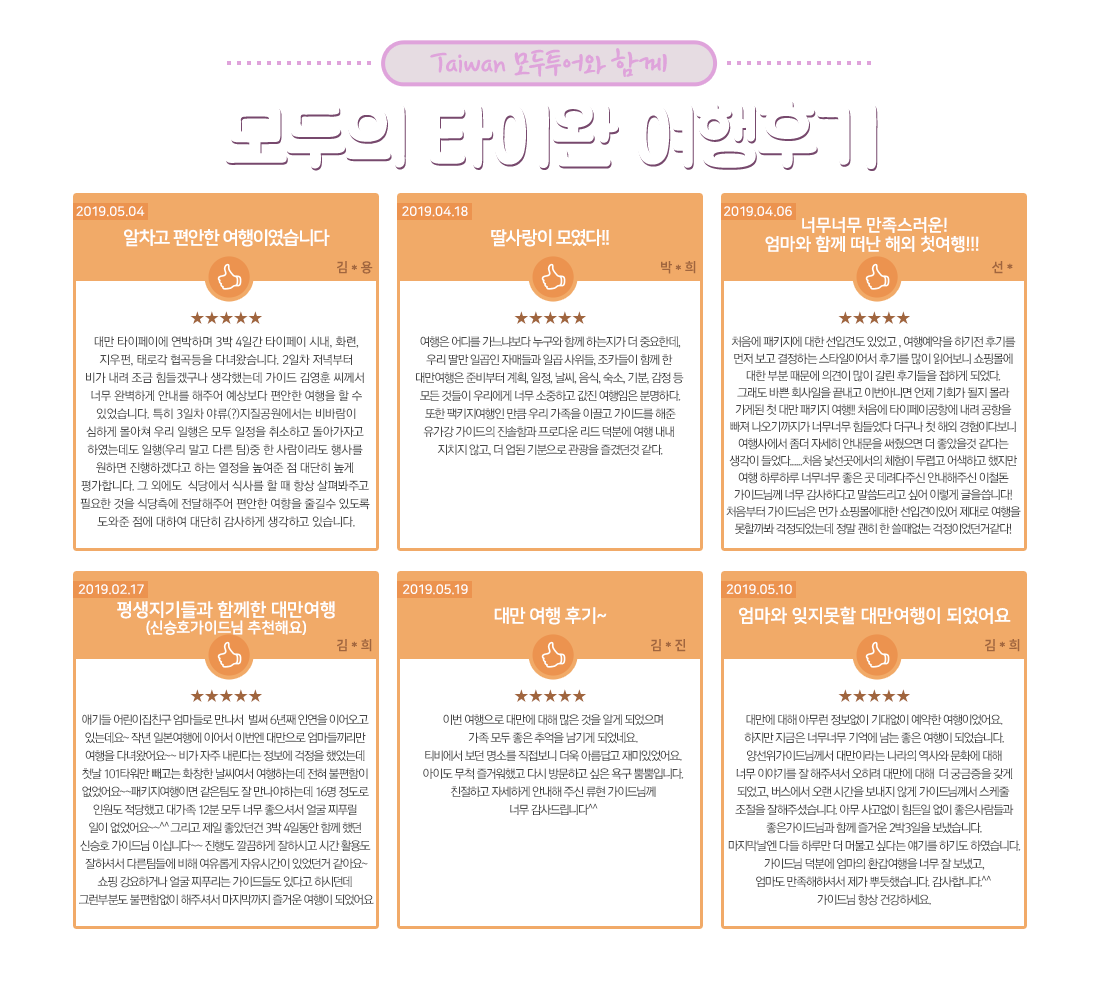 Taiwan 모두투어와 함께
모두의 타이완 여행후기
2019.05.04
알차고 편안한 여행이였습니다
김 * 용
★★★★★
대만 타이페이에 연박하며 3박 4일간 타이페이 시내, 화련,
지우펀, 태로각 협곡등을 다녀왔습니다. 2일차 저녁부터
비가 내려 조금 힘들겠구나 생각했는데 가이드 김영훈 씨께서
너무 완벽하게 안내를 해주어 예상보다 편안한 여행을 할 수
있었습니다. 특히 3일차 야류(?)지질공원에서는 비바람이
심하게 몰아쳐 우리 일행은 모두 일정을 취소하고 돌아가자고
하였는데도 일행(우리 말고 다른 팀)중 한 사람이라도 행사를
원하면 진행하겠다고 하는 열정을 높여준 점 대단히 높게
평가합니다. 그 외에도 식당에서 식사를 할 때 항상 살펴봐주고
필요한 것을 식당측에 전달해주어 편안한 여향을 줄길수 있도록
도와준 점에 대하여 대단히 감사하게 생각하고 있습니다.
2019.04.18
딸사랑이 모였다!!
박 * 희
★★★★★
여행은 어디를 가느냐보다 누구와 함께 하는지가 더 중요한데,
우리 딸만 일곱인 자매들과 일곱 사위들, 조카들이 함께 한
대만여행은 준비부터 계획, 일정, 날씨, 음식, 숙소, 기분, 감정 등
모든 것들이 우리에게 너무 소중하고 값진 여행임은 분명하다.
또한 팩키지여행인 만큼 우리 가족을 이끌고 가이드를 해준
유가강 가이드의 진솔함과 프로다운 리드 덕분에 여행 내내
지치지 않고, 더 업된 기분으로 관광을 즐겼던것 같다.
2019.04.06
너무너무 만족스러운!
엄마와 함께 떠난 해외 첫여행!!!
선 *
★★★★★
처음에 패키지에 대한 선입견도 있었고 , 여행예약을 하기전 후기를
먼저 보고 결정하는 스타일이어서 후기를 많이 읽어보니 쇼핑몰에
대한 부분 때문에 의견이 많이 갈린 후기들을 접하게 되었다.
그래도 바쁜 회사일을 끝내고 이번아니면 언제 기회가 될지 몰라
가게된 첫 대만 패키지 여행!! 처음에 타이페이공항에 내려 공항을
빠져 나오기까지가 너무너무 힘들었다 더구나 첫 해외 경험이다보니
여행사에서 좀더 자세히 안내문을 써줬으면 더 좋았을것 같다는
생각이 들었다......처음 낯선곳에서의 체험이 두렵고 어색하고 했지만
여행 하루하루 너무너무 좋은 곳 데려다주신 안내해주신 이철돈
가이드님께 너무 감사하다고 말씀드리고 싶어 이렇게 글을씁니다!
처음부터 가이드님은 먼가 쇼핑몰에대한 선입견이있어 제대로 여행을
못할까봐 걱정되었는데 정말 괜히 한 쓸때없는 걱정이었던거같다!
2019.02.17
평생지기들과 함께한 대만여행
(신승호가이드님 추천해요)
김 * 희
★★★★★
애기들 어린이집친구 엄마들로 만나서 벌써 6년째 인연을 이어오고
있는데요~ 작년 일본여행에 이어서 이번엔 대만으로 엄마들끼리만
여행을 다녀왔어요~~ 비가 자주 내린다는 정보에 걱정을 했었는데
첫날 101타워만 빼고는 화창한 날씨여서 여행하는데 전혀 불편함이
없었어요~~패키지여행이면 같은팀도 잘 만나야하는데 16명 정도로
인원도 적당했고 대가족 12분 모두 너무 좋으셔서 얼굴 찌푸릴
일이 없었어요~~^^ 그리고 제일 좋았던건 3박 4일동안 함께 했던
신승호 가이드님 이십니다~~ 진행도 깔끔하게 잘하시고 시간 활용도
잘하셔서 다른팀들에 비해 여유롭게 자유시간이 있었던거 같아요~
쇼핑 강요하거나 얼굴 찌푸리는 가이드들도 있다고 하시던데
그런부분도 불편함없이 해주셔서 마지막까지 즐거운 여행이 되었어요
2019.05.19
대만 여행 후기~
김 * 진
★★★★★
이번 여행으로 대만에 대해 많은 것을 알게 되었으며
가족 모두 좋은 추억을 남기게 되었네요.
티비에서 보던 명소를 직접보니 더욱 아름답고 재미있었어요.
아이도 무척 즐거워했고 다시 방문하고 싶은 욕구 뿜뿜입니다.
친절하고 자세하게 안내해 주신 류현 가이드님께
너무 감사드립니다^^
2019.05.10
엄마와 잊지못할 대만여행이 되었어요
김 * 희
★★★★★
대만에 대해 아무런 정보없이 기대없이 예약한 여행이었어요.
하지만 지금은 너무너무 기억에 남는 좋은 여행이 되었습니다.
양선위가이드님께서 대만이라는 나라의 역사와 문화에 대해
너무 이야기를 잘 해주셔서 오히려 대만에 대해 더 궁금증을 갖게
되었고, 버스에서 오랜 시간을 보내지 않게 가이드님께서 스케줄
조절을 잘해주셨습니다. 아무 사고없이 힘든일 없이 좋은사람들과
좋은가이드님과 함께 즐거운 2박3일을 보냈습니다.
마지막날엔 다들 하루만 더 머물고 싶다는 얘기를 하기도 하였습니다.
가이드님 덕분에 엄마의 환갑여행를 너무 잘 보냈고,
엄마도 만족해하셔서 제가 뿌듯했습니다. 감사합니다.^^
가이드님 항상 건강하세요.